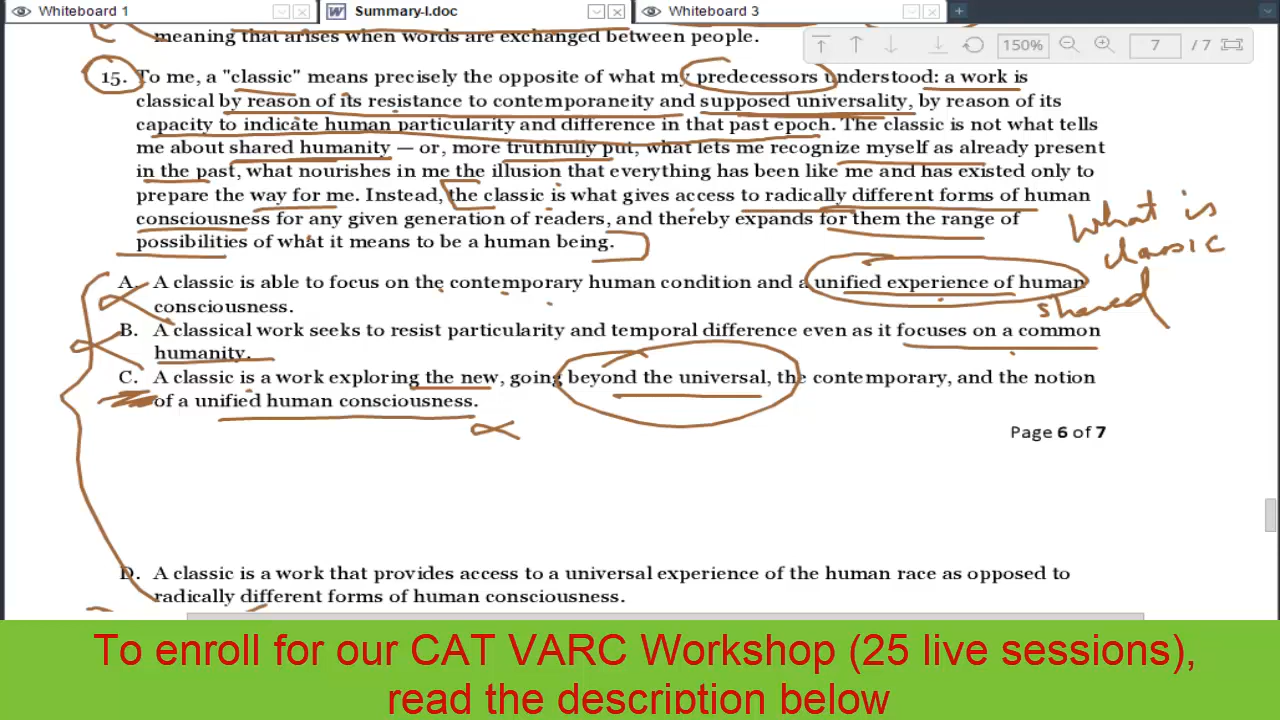 Whiteboard 1
Summary-I.doc
Whiteboard 3
meaning that arises when words are exchanged between people.
150%
7
/ 7
15. To me, a "classic" means precisely the opposite of what my predecessors understood: a work is
classical by reason of its resistance to contemporaneity and supposed universality, by reason of its
capacity to indicate human particularity and difference in that past epoch. The classic is not what tells
me about shared humanity — or, more truthfully put, what lets me recognize myself as already present
in the past, what nourishes in me the illusion that everything has been like me and has existed only to
prepare the way for me. Instead, the classic is what gives access to radically different forms of human
consciousness for any given generation of readers, and thereby expands for them the range of
possibilities of what it means to be a human being.
What is
classic
A. A classic is able to focus on the contemporary human condition and a unified experience of human
consciousness.
shared
B. A classical work seeks to resist particularity and temporal difference even as it focuses on a common
humanity.
C. A classic is a work exploring the new, going beyond the universal, the contemporary, and the notion
of a unified human consciousness.
Page 6 of 7
D. A classic is a work that provides access to a universal experience of the human race as opposed to
radically different forms of human consciousness.
To enroll for our CAT VARC Workshop (25 live sessions),
read the description below